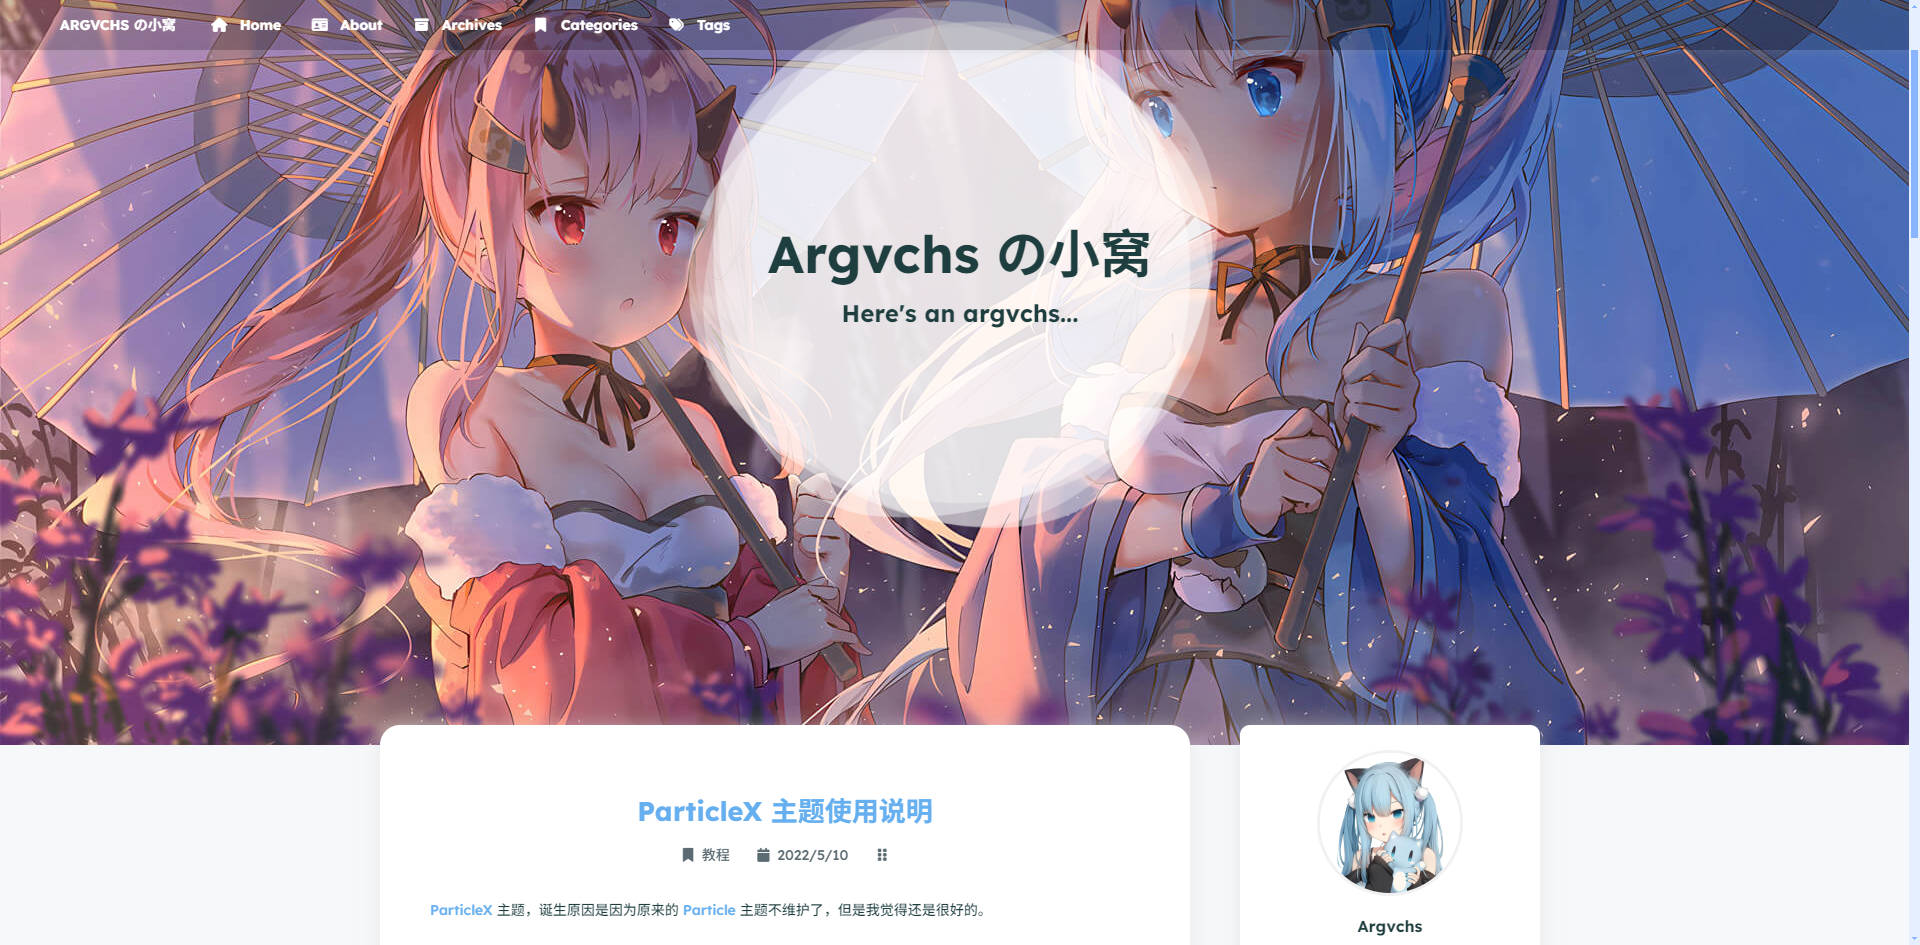 ARGVCHS の小窝 Home About Archives Categories Tags
Argvchs の小窝
Here's an argvchs...
ParticleX 主题使用说明
教程 2022/5/10
ParticleX 主题，诞生原因是因为原来的 Particle 主题不维护了，但是我觉得还是很好的。
Argvchs